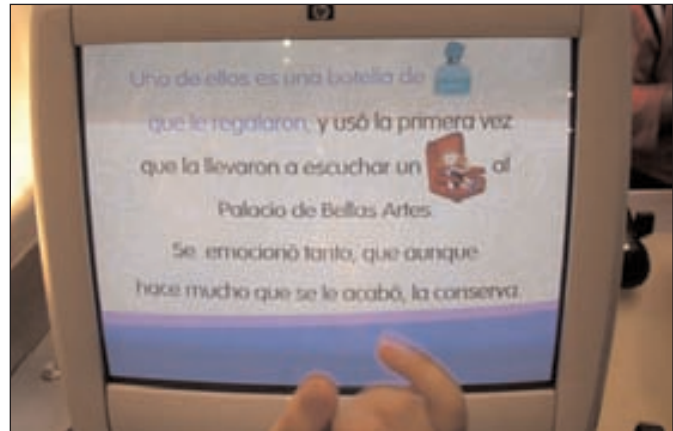 hp
Uno de ellos es una botella de
que le regalaron, y usó la primera vez
que la llevaron a escuchar un al
Palacio de Bellas Artes.
Se emocionó tanto, que aunque
hace mucho que se le acabó, la conserva.